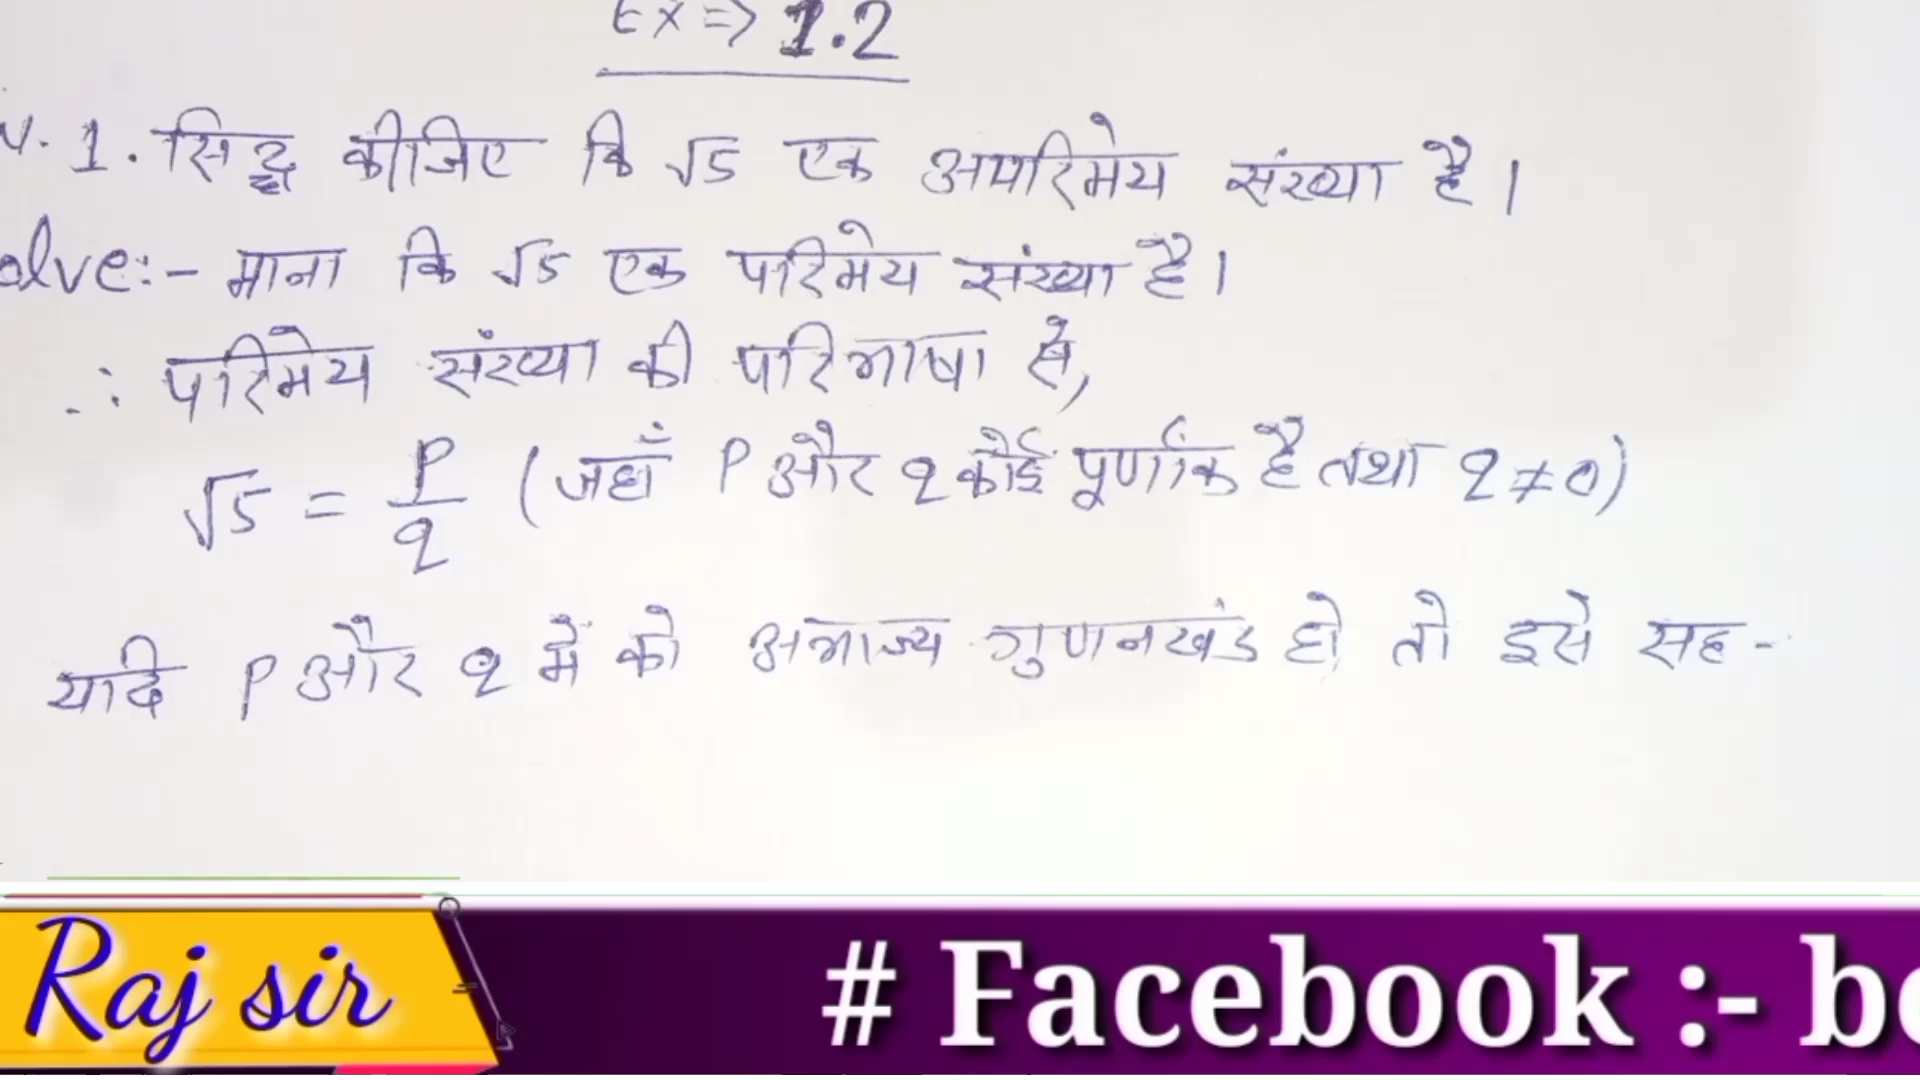 Ex => 1.2
1. सिद्ध कीजिए कि √5 एक अपरिमेय संख्या है।
olve:- माना कि √5 एक परिमेय संख्या है।
∴ परिमेय संख्या की परिभाषा से,
√5 = p/q (जहाँ P और q कोई पूर्णांक है तथा q ≠ 0)
यदि P और q में को अभाज्य गुणनखंड हो, तो इसे सह-
Raj sir
# Facebook :- be